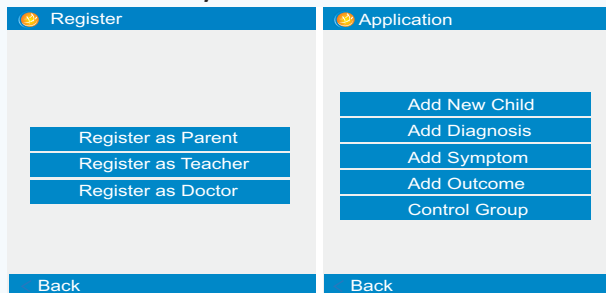 Register
Register as Parent
Register as Teacher
Register as Doctor
Back
Application
Add New Child
Add Diagnosis
Add Symptom
Add Outcome
Control Group
Back